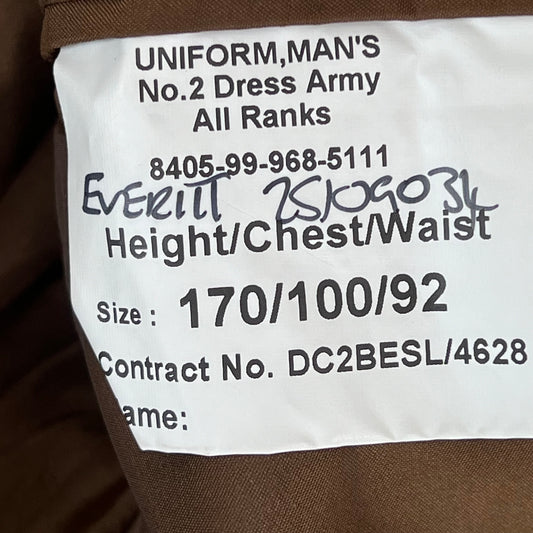 UNIFORM,MAN'S
No.2 Dress Army
All Ranks
8405-99-968-5111
EVERITT 25109034
Height/Chest/Waist
Size : 170/100/92
Contract No. DC2BESL/4628
ame: